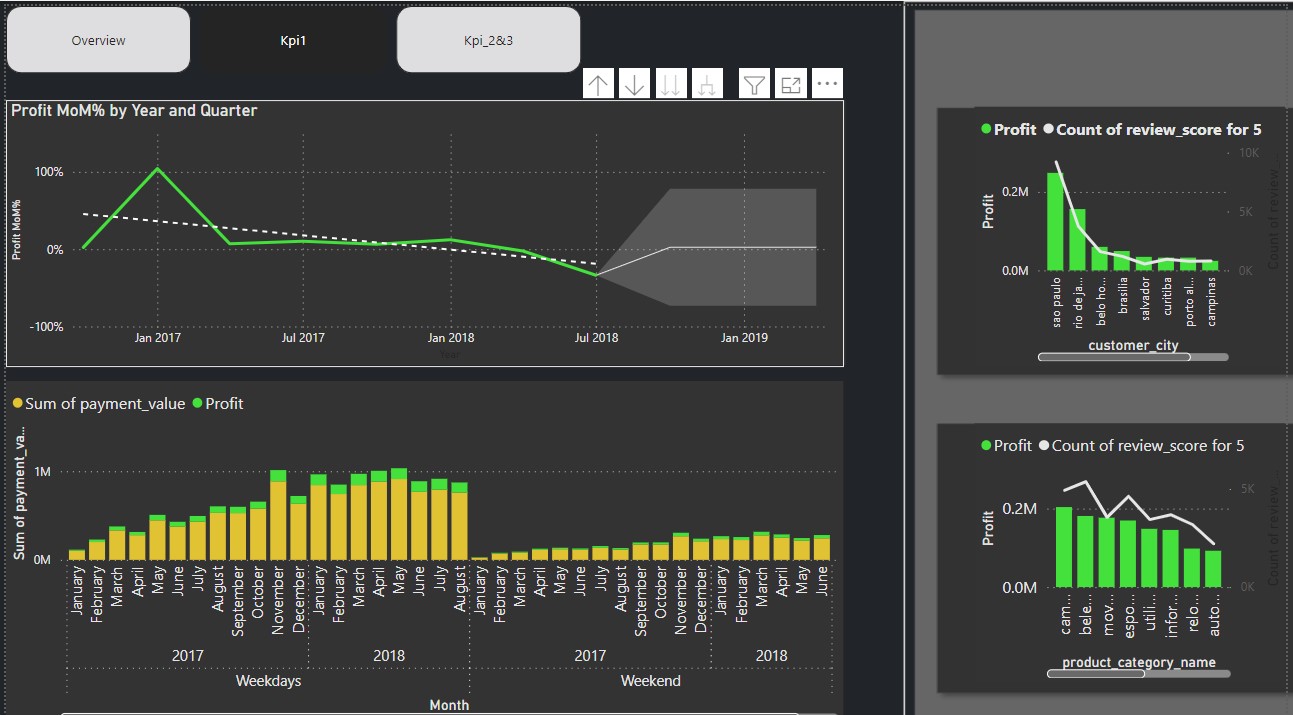 Overview
Kpi1
Kpi_2&3
Profit MoM% by Year and Quarter
Profit MoM%
100%
0%
-100%
Jan 2017
Jul 2017
Jan 2018
Jul 2018
Jan 2019
Year
Sum of payment_value Profit
Sum of payment_va...
1M
0M
January
February
March
April
May
June
July
August
September
October
November
December
January
February
March
April
May
June
July
August
January
February
March
April
May
June
July
August
September
October
November
December
January
February
March
April
May
June
2017
2018
2017
2018
Weekdays
Weekend
Month
Profit Count of review_score for 5
Profit
0.2M
0.0M
10K
5K
0K
Count of review_...
sao paulo
rio de ja...
belo ho...
brasilia
salvador
curitiba
porto al...
campinas
customer_city
Profit Count of review_score for 5
Profit
0.2M
0.0M
5K
0K
Count of review_...
cam...
bele...
mov...
espo...
utili...
infor...
relo...
auto...
product_category_name